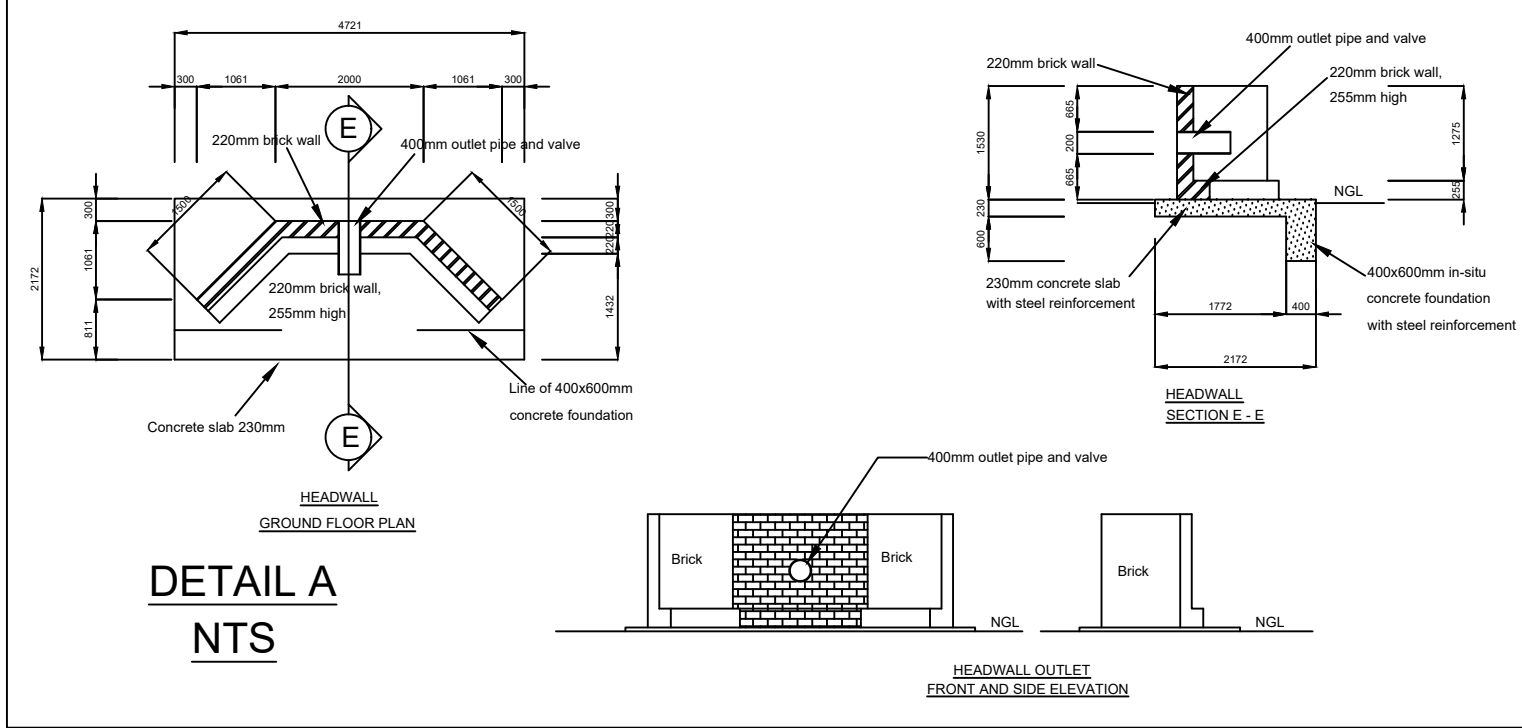 4721
300
1061
2000
1061
300
E
220mm brick wall
400mm outlet pipe and valve
1500
1500
300
1061
811
2172
300
220
220
1432
220mm brick wall,
255mm high
Line of 400x600mm
concrete foundation
Concrete slab 230mm
E
HEADWALL
GROUND FLOOR PLAN
DETAIL A
NTS
400mm outlet pipe and valve
220mm brick wall
220mm brick wall,
255mm high
1530
230
600
665
200
665
1275
255
NGL
230mm concrete slab
with steel reinforcement
400x600mm in-situ
concrete foundation
with steel reinforcement
1772
400
2172
HEADWALL
SECTION E - E
400mm outlet pipe and valve
Brick
Brick
NGL
Brick
NGL
HEADWALL OUTLET
FRONT AND SIDE ELEVATION